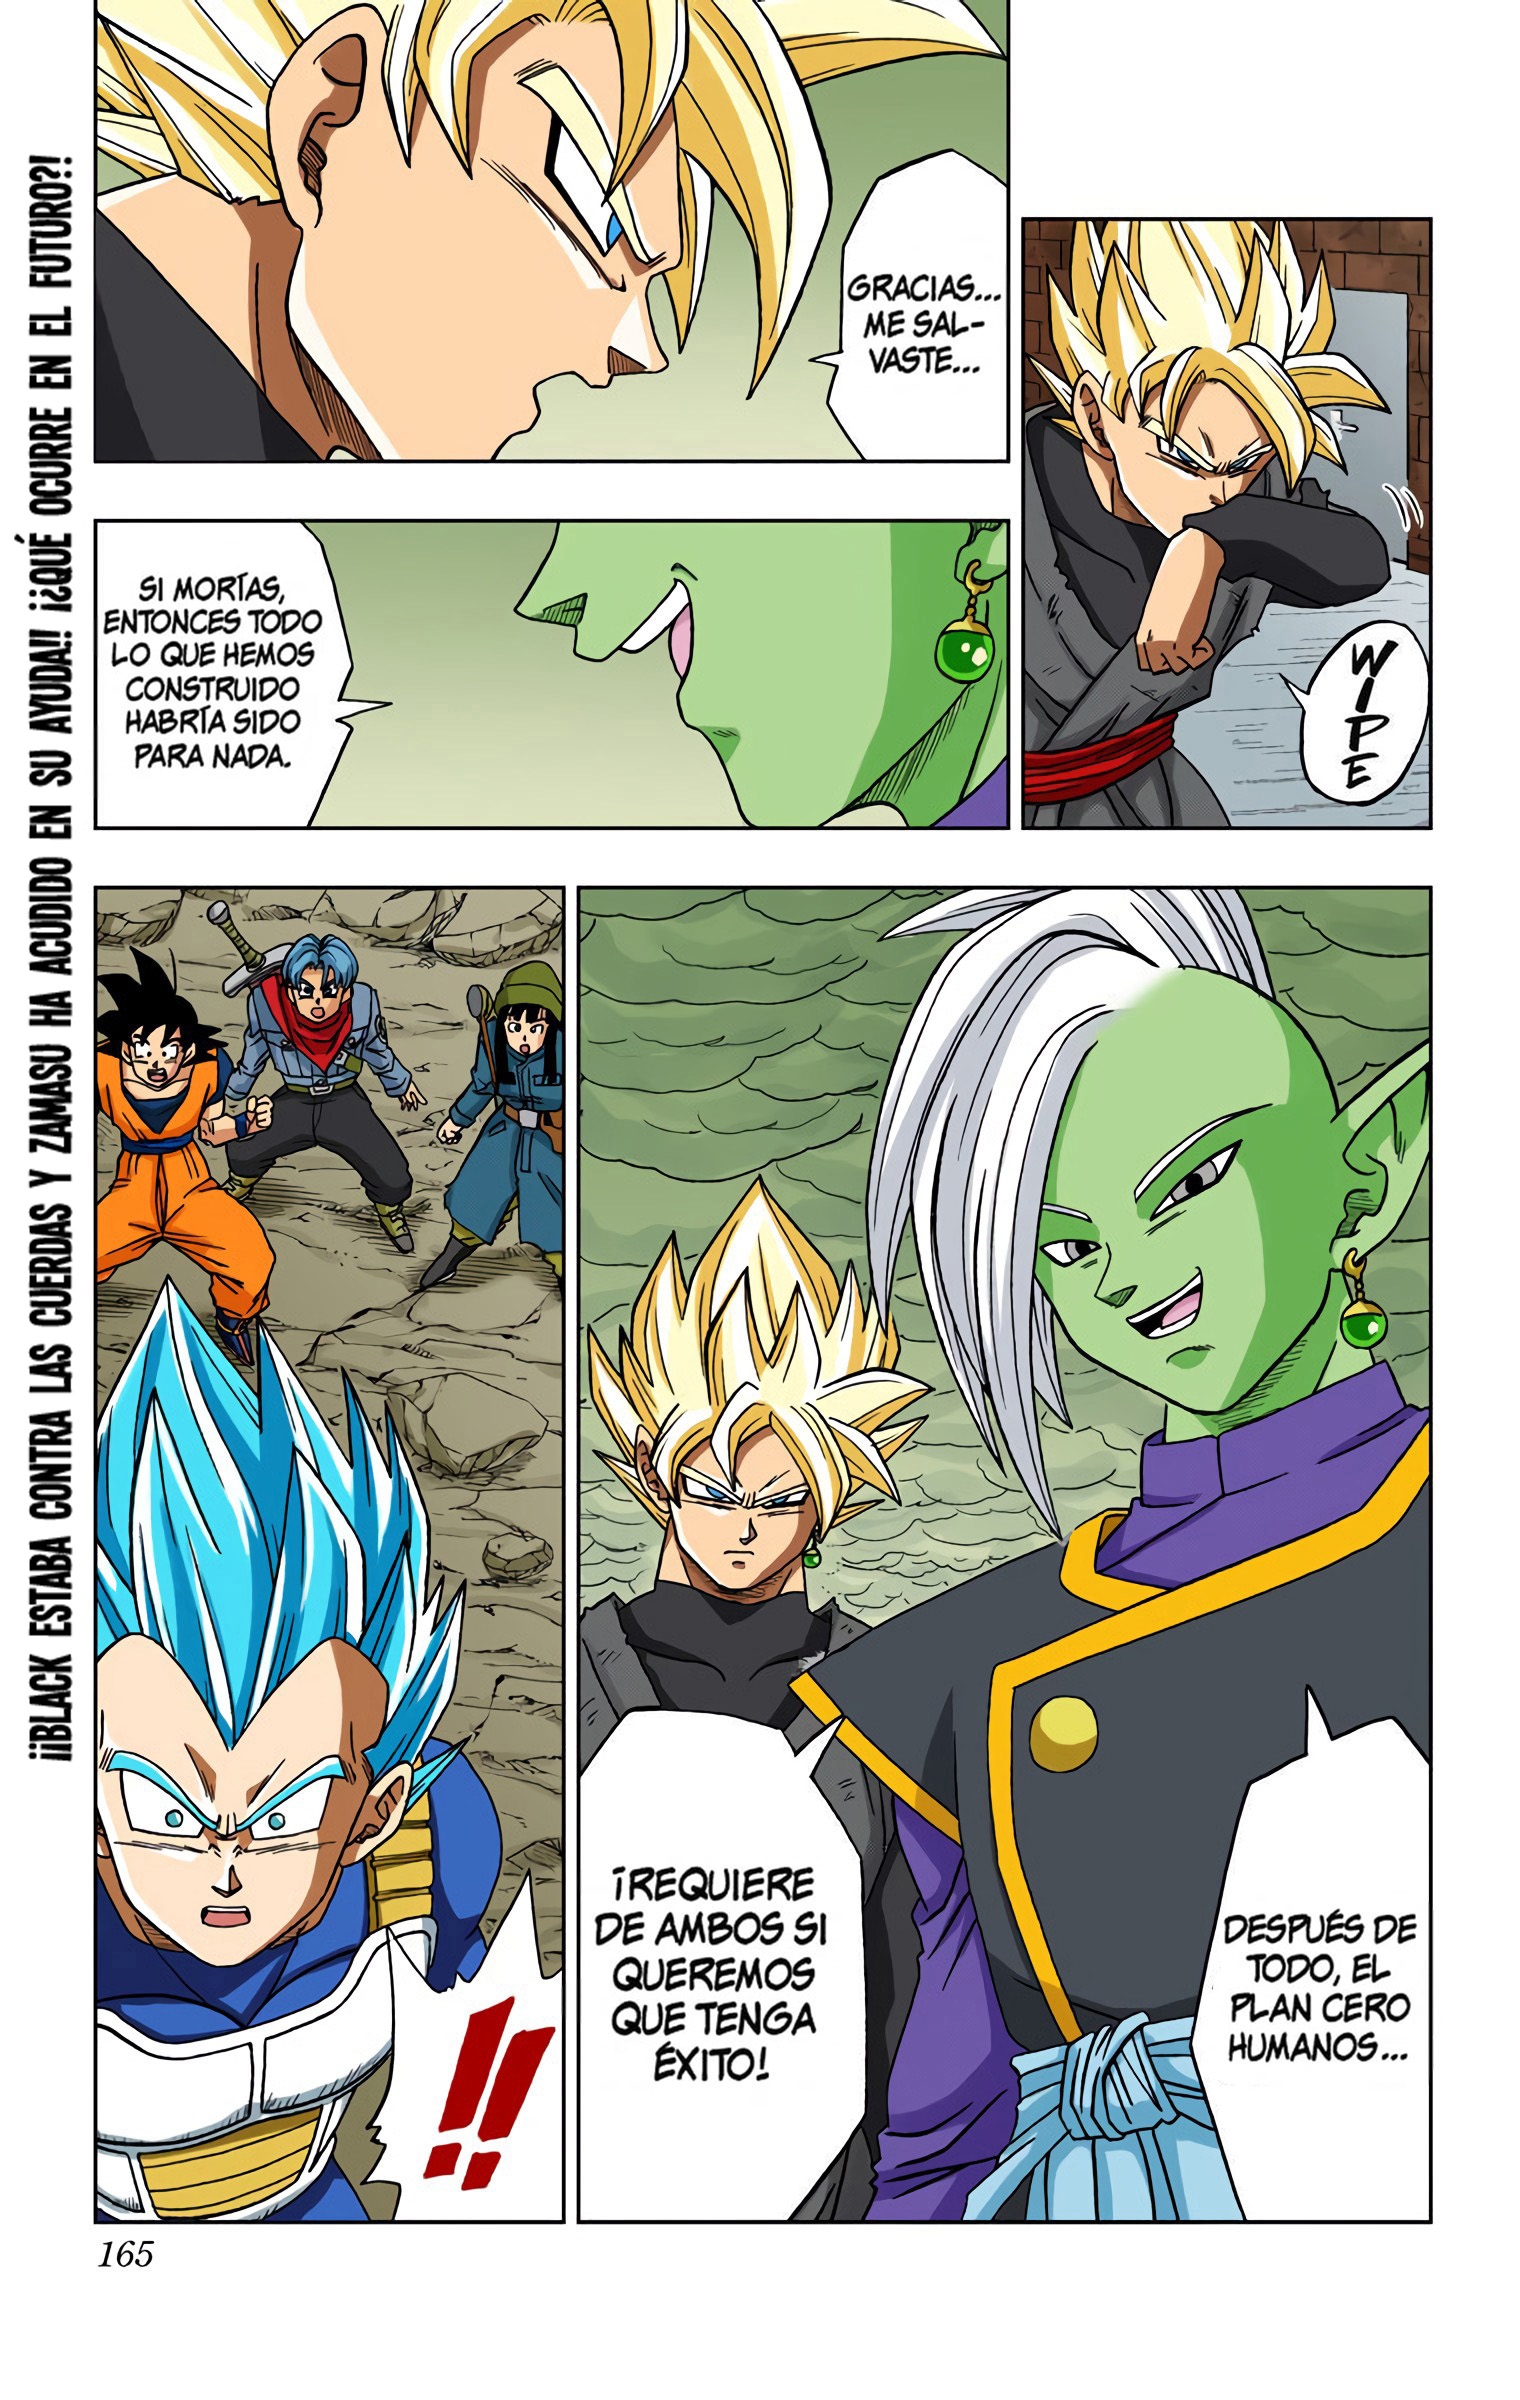 WIPE
GRACIAS...
ME SAL-
VASTE...
SI MORÍAS,
ENTONCES TODO
LO QUE HEMOS
CONSTRUIDO
HABRÍA SIDO
PARA NADA.
DESPUÉS DE
TODO, EL
PLAN CERO
HUMANOS...
¡REQUIERE
DE AMBOS SI
QUEREMOS
QUE TENGA
ÉXITO!
!!
¡¡BLACK ESTABA CONTRA LAS CUERDAS Y ZAMASU HA ACUDIDO EN SU AYUDA!! ¡¿QUÉ OCURRE EN EL FUTURO?!
165